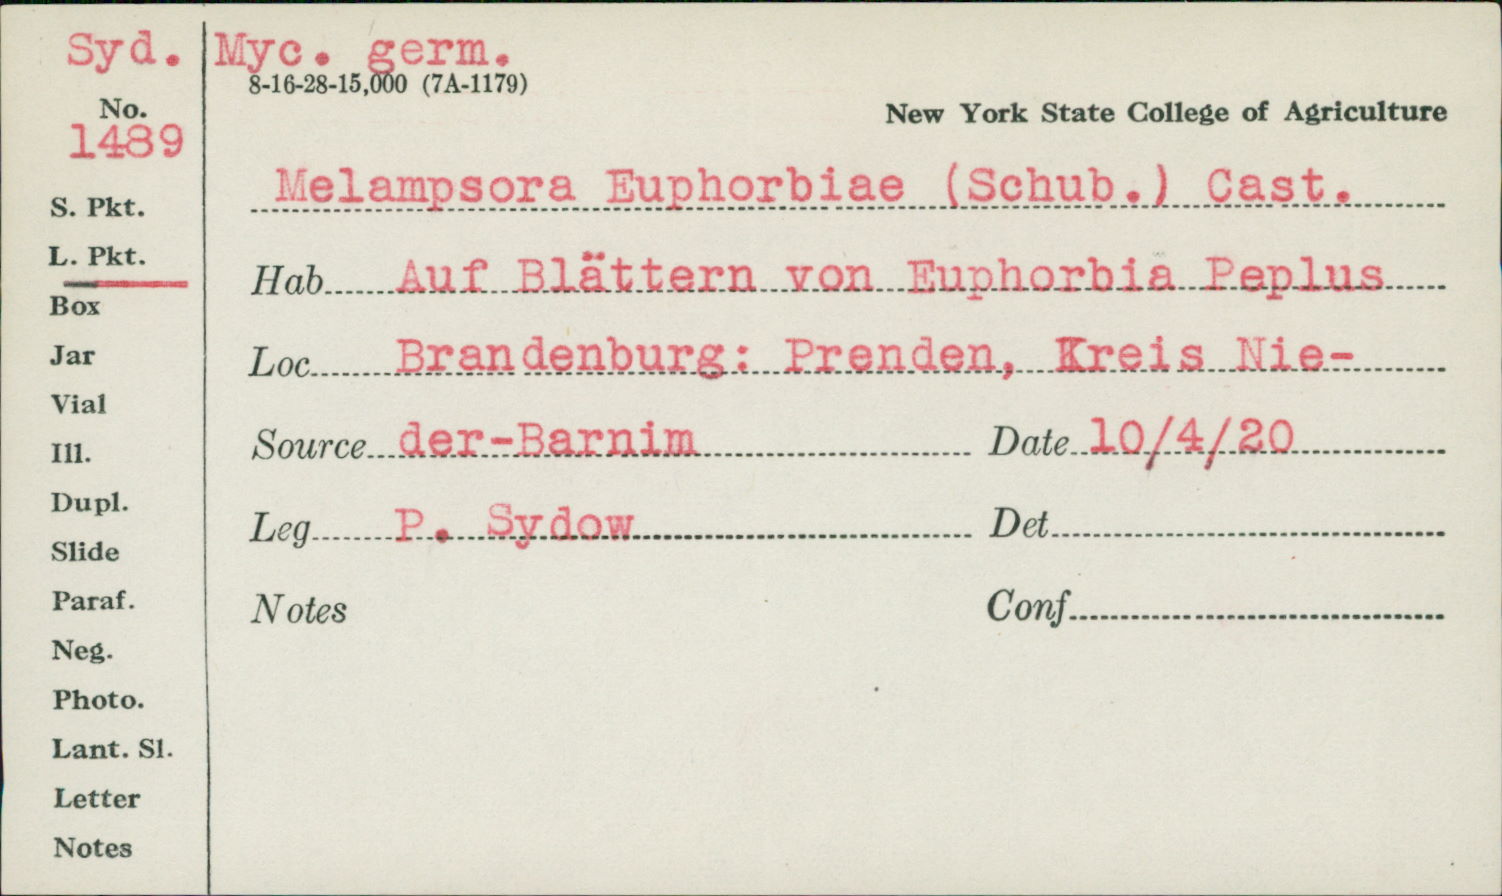 Syd. Myc. germ.
8-16-28-15,000 (7A-1179)
No.
1489
New York State College of Agriculture
Melampsora Euphorbiae (Schub.) Cast.
S. Pkt.
L. Pkt.
Box
Jar
Vial
Ill.
Dupl.
Slide
Paraf.
Neg.
Photo.
Lant. Sl.
Letter
Notes
Hab Auf Blättern von Euphorbia Peplus
Loc Brandenburg: Prenden, Kreis Nie-
Source der-Barnim Date 10/4/20
Leg P. Sydow Det
Notes Conf